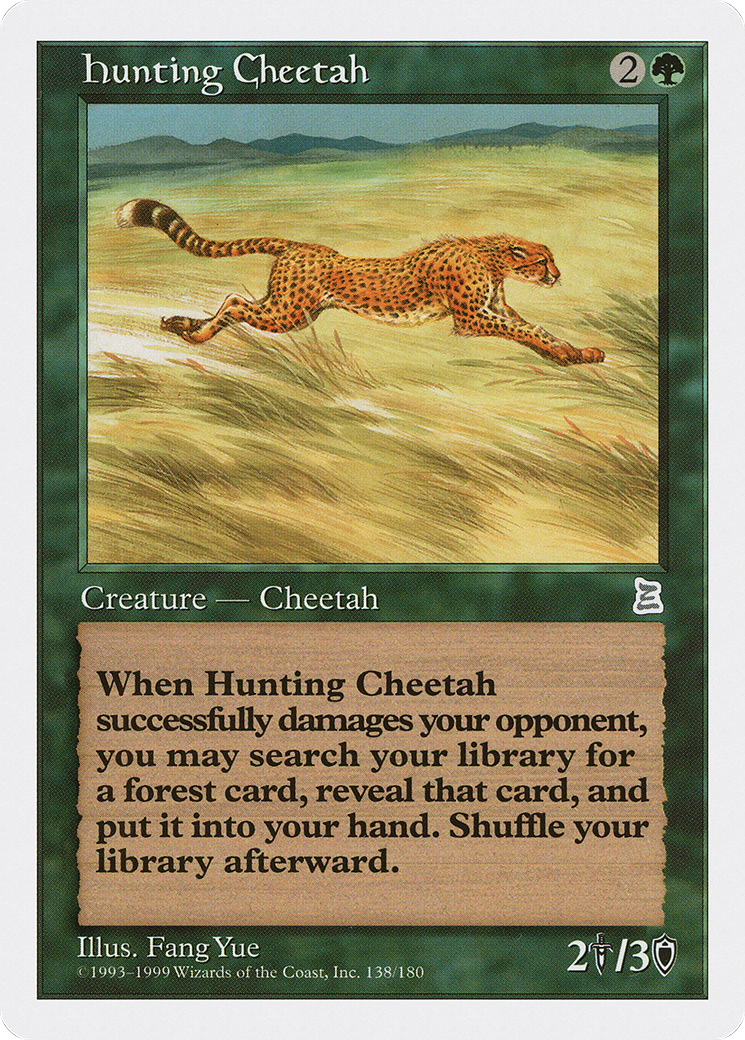 Hunting Cheetah 2
Creature — Cheetah
When Hunting Cheetah
successfully damages your opponent,
you may search your library for
a forest card, reveal that card, and
put it into your hand. Shuffle your
library afterward.
Illus. Fang Yue
©1993–1999 Wizards of the Coast, Inc. 138/180
2/3